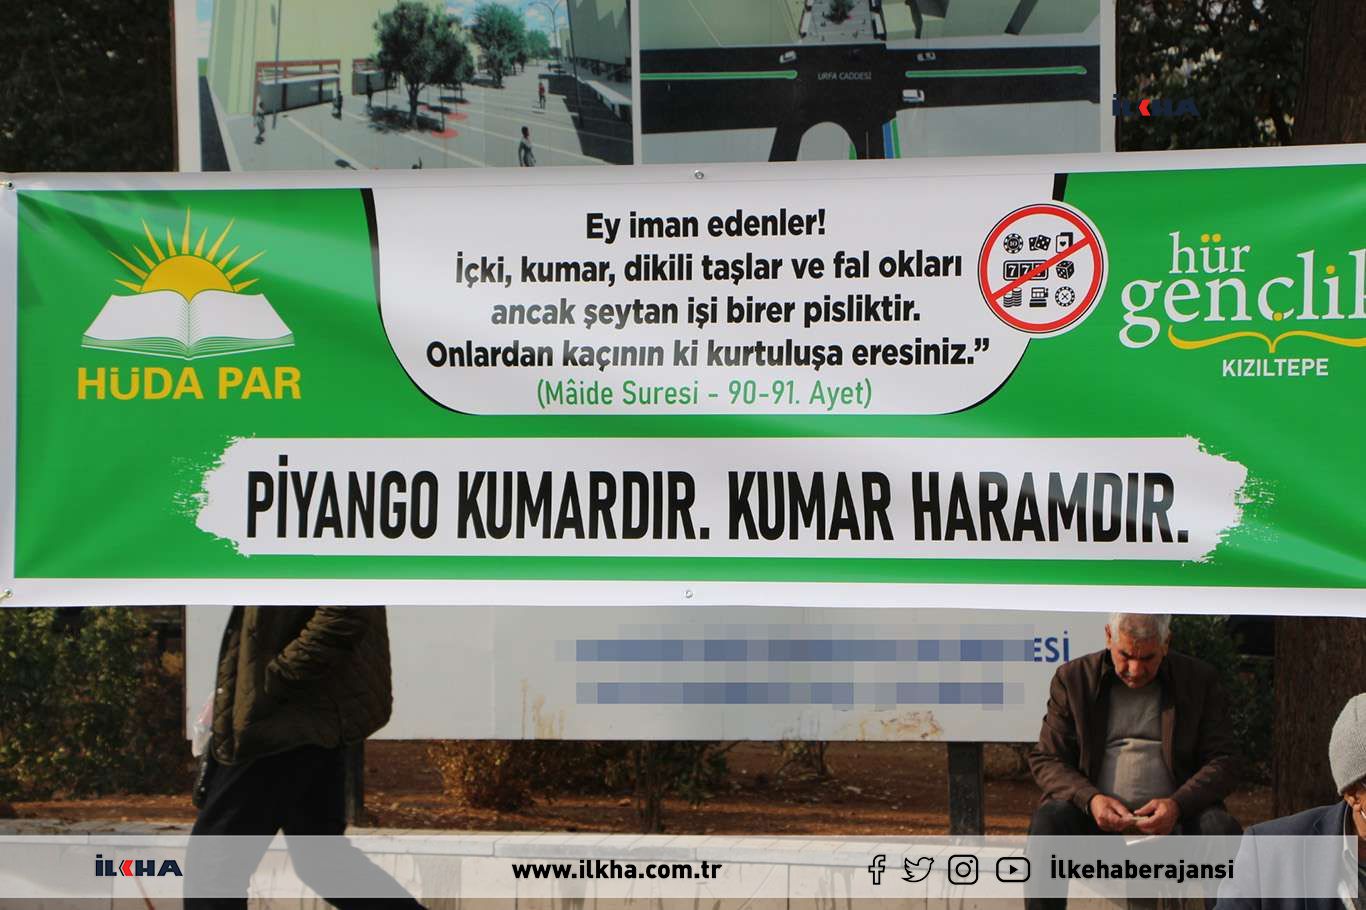 URFA CADDESİ
İLKHA
Ey iman edenler!
İçki, kumar, dikili taşlar ve fal okları
ancak şeytan işi birer pisliktir.
Onlardan kaçının ki kurtuluşa eresiniz.”
(Mâide Suresi - 90-91. Ayet)
HÜDA PAR
777
hür
gençlik
KIZILTEPE
PİYANGO KUMARDIR. KUMAR HARAMDIR.
ESİ
İLKHA
www.ilkha.com.tr
İlkehaberajansi